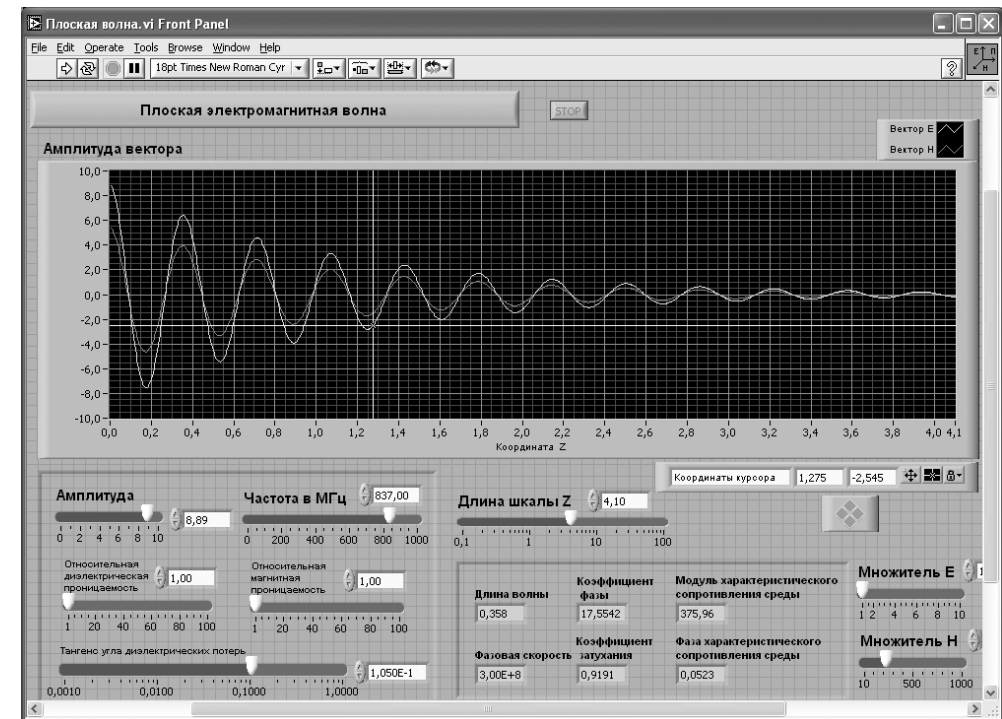 Плоская волна.vi Front Panel
File Edit Operate Tools Browse Window Help
18pt Times New Roman Cyr
Е П
Н
Плоская электромагнитная волна
STOP
Вектор Е
Вектор Н
Амплитуда вектора
10,0
8,0
6,0
4,0
2,0
0,0
-2,0
-4,0
-6,0
-8,0
-10,0
0,0 0,2 0,4 0,6 0,8 1,0 1,2 1,4 1,6 1,8 2,0 2,2 2,4 2,6 2,8 3,0 3,2 3,4 3,6 3,8 4,0 4,1
Координата Z
Координаты курсора 1,275 -2,545
Амплитуда
8,89
0 2 4 6 8 10
Частота в МГц 837,00
0 200 400 600 800 1000
Длина шкалы Z 4,10
0,1 1 10 100
Относительная
диэлектрическая
проницаемость
1,00
1 20 40 60 80 100
Относительная
магнитная
проницаемость
1,00
1 20 40 60 80 100
Тангенс угла диэлектрических потерь
1,050E-1
0,0010 0,0100 0,1000 1,0000
Длина волны
0,358
Коэффициент
фазы
17,5542
Модуль характеристического
сопротивления среды
375,96
Фазовая скорость
3,00E+8
Коэффициент
затухания
0,9191
Фаза характеристического
сопротивления среды
0,0523
Множитель Е 1
1 2 4 6 8 10
Множитель Н
10 500 1000